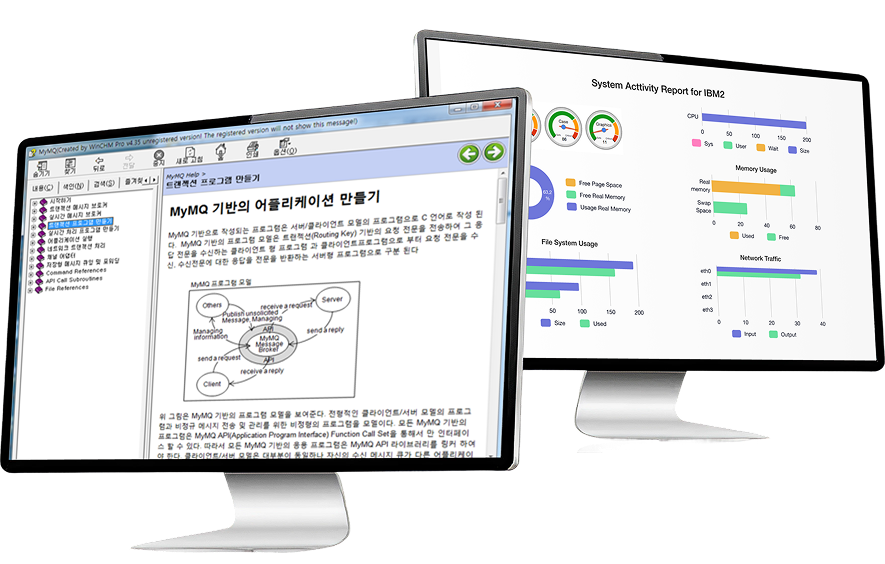 MyMQ(Created by WinCHM Pro v4.35 unregistered version! The registered version will not show this message!)
숨기기 찾기 뒤로 전달 중지 새로 고침 홈 인쇄 옵션(O)
내용(C) 색인(N) 검색(S) 즐겨찾
시작하기
트랜잭션 메시지 브로커
실시간 메시지 브로커
트랜잭션 프로그램 만들기
실시간 처리 프로그램 만들기
어플리케이션 실행
네트워크 트랜잭션 처리
채널 어댑터
저장형 메시지 큐잉 및 포워딩
Command References
API Call Subroutines
File References
MyMQ Help >
트랜잭션 프로그램 만들기
MyMQ 기반의 어플리케이션 만들기
MyMQ 기반으로 작성되는 프로그램은 서버/클라이언트 모델의 프로그램으로 C 언어로 작성 된
다. MyMQ 기반의 프로그램 모델은 트랜잭션(Routing Key) 기반의 요청 전문을 전송하여 그 응
답 전문을 수신하는 클라이언트 형 프로그램 과 클라이언트프로그램으로 부터 요청 전문을 수
신, 수신전문에 대한 응답을 전문을 반환하는 서버형 프로그램으로 구분 된다
MyMQ 프로그램 모델
Others
Server
receive a request
Publish unsolicited
Message, Managing
Managing
information
API
MyMQ
Message
Broker
API
send a reply
send a request
receive a reply
Client
위 그림은 MyMQ 기반의 프로그램 모델을 보여준다. 전형적인 클라이언트/서버 모델의 프로그
램과 비정규 메시지 전송 및 관리를 위한 비정형의 프로그램을 모델이다. 모든 MyMQ 기반의
프로그램은 MyMQ API(Application Program Interface) Function Call Set을 통해서 만 인터페이
스 할 수 있다. 따라서 모든 MyMQ 기반의 응용 프로그램은 MyMQ API 라이브러리를 링커 하여
야 한다. 클라이언트/서버 모델은 대부분이 동일하나 자신의 수신 메시지 큐가 다른 어플리케이
System Acttivity Report for IBM2
Case
66
Graphics
11
CPU
0 50 100 150 200
Sys User Wait Size
63.2
%
Free Page Space
Free Real Memory
Usage Real Memory
Memory Usage
Real
memory
Swap
Space
0 20 40 60 80
Used Free
File System Usage
50 100 150 200
Size Used
Network Traffic
eth0
eth1
eth2
eth3
0 10 20 30 40
Input Output